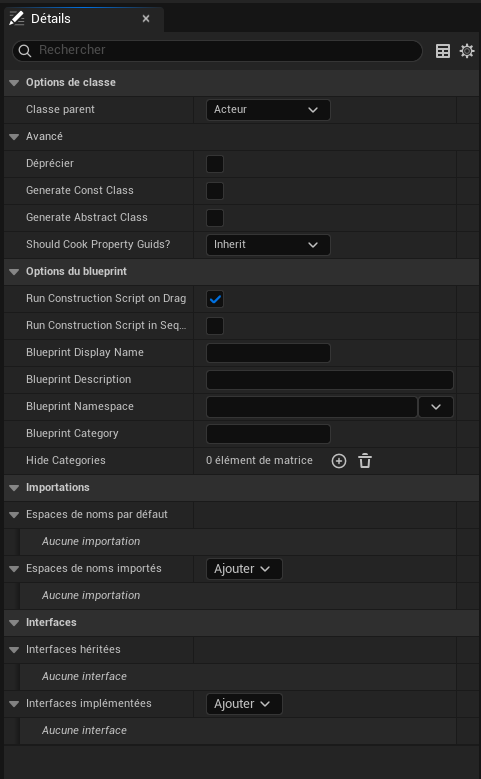 Détails
Rechercher
Options de classe
Classe parent Acteur
Avancé
Déprécier
Generate Const Class
Generate Abstract Class
Should Cook Property Guids? Inherit
Options du blueprint
Run Construction Script on Drag
Run Construction Script in Seq...
Blueprint Display Name
Blueprint Description
Blueprint Namespace
Blueprint Category
Hide Categories 0 élément de matrice
Importations
Espaces de noms par défaut
Aucune importation
Espaces de noms importés Ajouter
Aucune importation
Interfaces
Interfaces héritées
Aucune interface
Interfaces implémentées Ajouter
Aucune interface